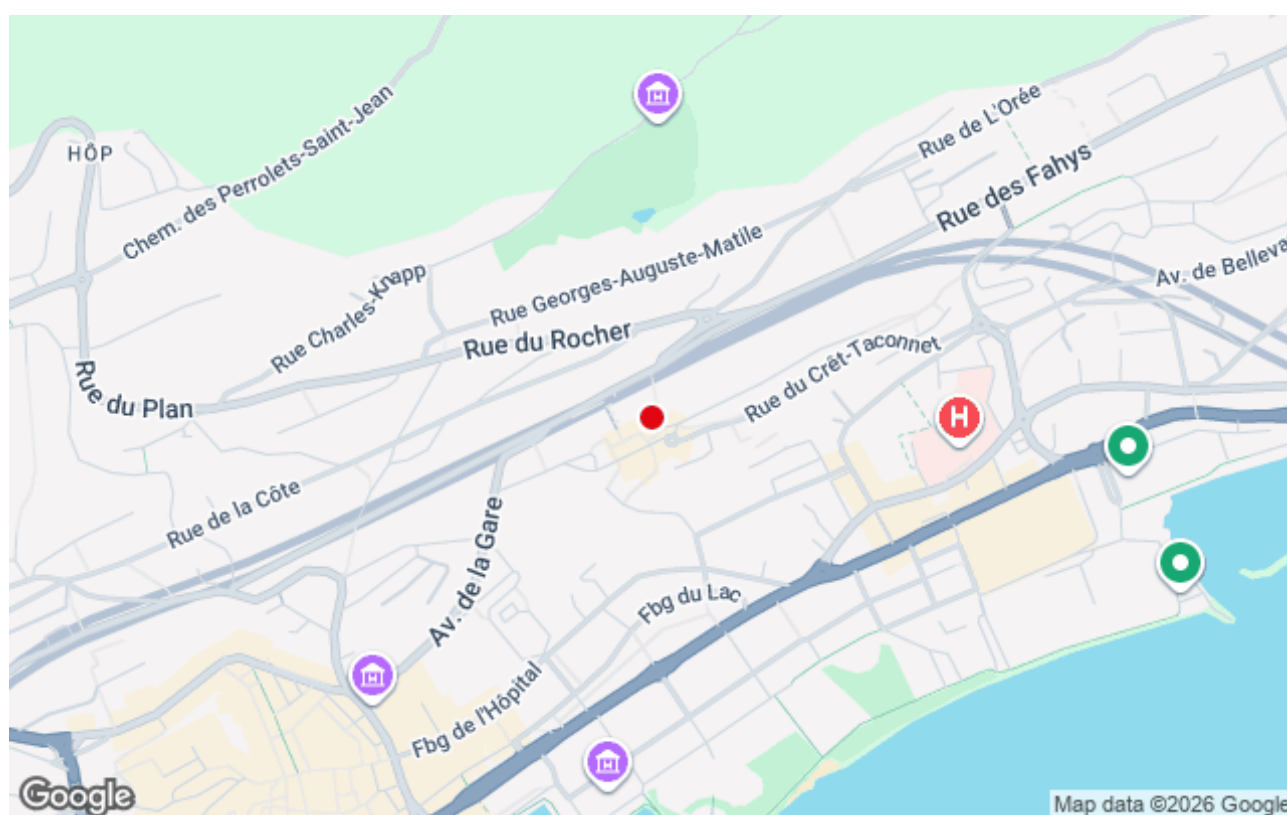 Rue de L'Orée
HÔP
Chem. des Perrolets-Saint-Jean
Rue des Fahys
Av. de Belleva
Rue Georges-Auguste-Matile
Rue Charles-Knapp
Rue du Rocher
Rue du Crêt-Taconnet
Rue du Plan
H
Rue de la Côte
Av. de la Gare
Fbg du Lac
Fbg de l'Hôpital
Google
Map data ©2026 Google